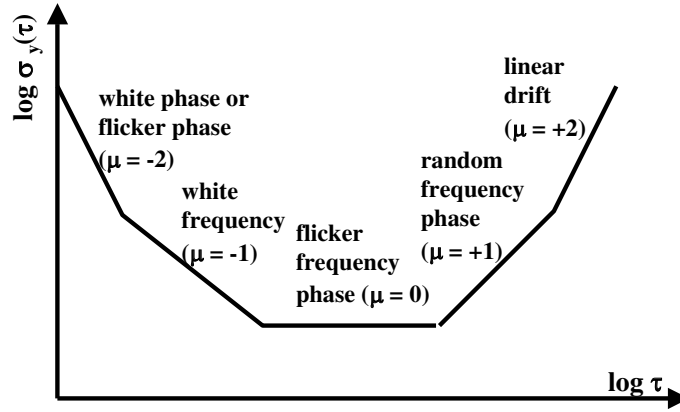 log σ y(τ)
white phase or
flicker phase
(μ = -2)
white
frequency
(μ = -1)
flicker
frequency
phase (μ = 0)
random
frequency
phase
(μ = +1)
linear
drift
(μ = +2)
log τ